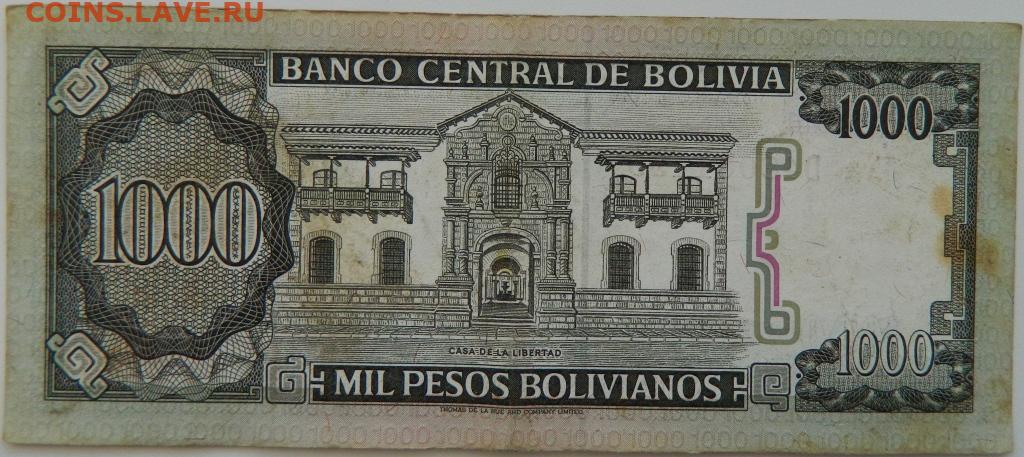 COINS.LAVE.RU
BANCO CENTRAL DE BOLIVIA
1000
1000
CASA DE LA LIBERTAD
1000
MIL PESOS BOLIVIANOS
THOMAS DE LA RUE AND COMPANY LIMITED